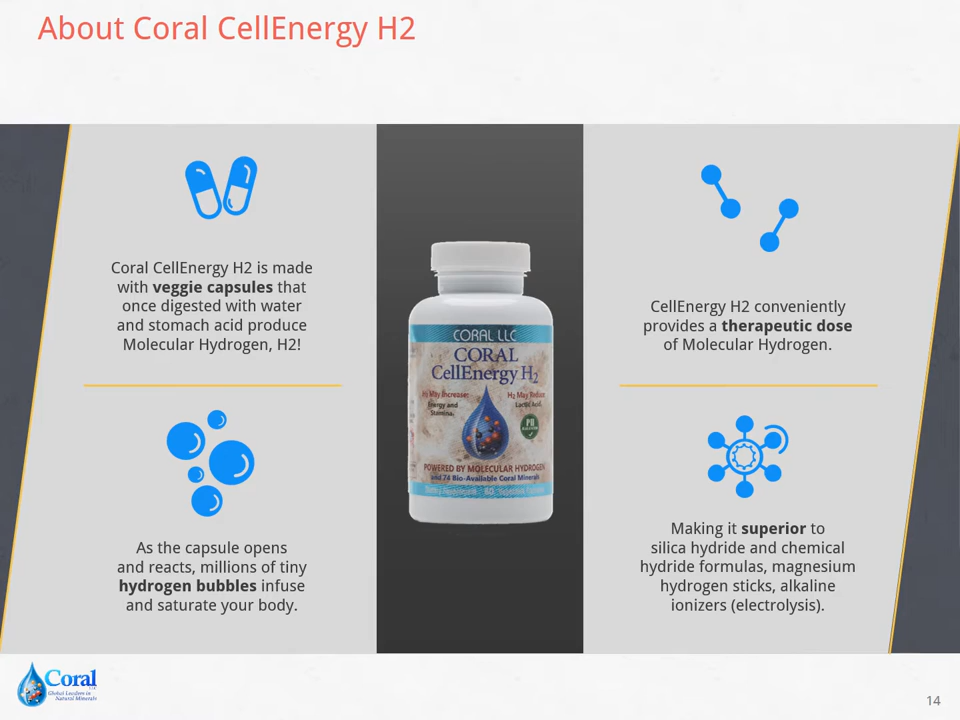 About Coral CellEnergy H2
Coral CellEnergy H2 is made
with veggie capsules that
once digested with water
and stomach acid produce
Molecular Hydrogen, H2!
As the capsule opens
and reacts, millions of tiny
hydrogen bubbles infuse
and saturate your body.
CORAL LLC
CORAL
CellEnergy H2
H2 May Increase:
Energy and
Stamina.
H2 May Reduce
Lactic Acid.
PH
POWERED BY MOLECULAR HYDROGEN
and 74 Bio-Available Coral Minerals
60
CellEnergy H2 conveniently
provides a therapeutic dose
of Molecular Hydrogen.
Making it superior to
silica hydride and chemical
hydride formulas, magnesium
hydrogen sticks, alkaline
ionizers (electrolysis).
Coral
LLC
Global Leaders in
Natural Minerals
14